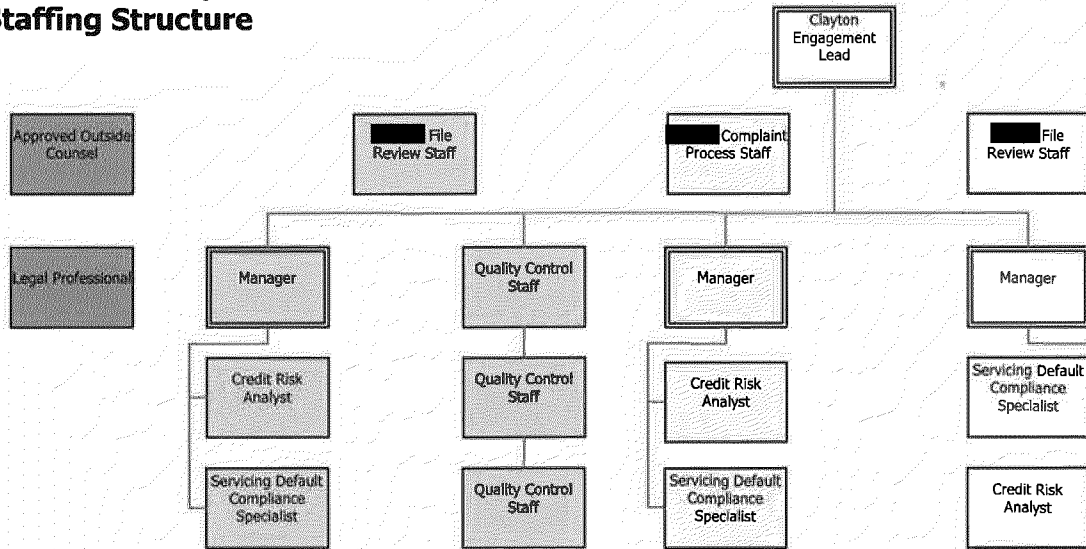 Staffing Structure
Clayton
Engagement
Lead
Approved Outside
Counsel
File
Review Staff
Complaint
Process Staff
File
Review Staff
Legal Professional
Manager
Quality Control
Staff
Manager
Manager
Credit Risk
Analyst
Quality Control
Staff
Credit Risk
Analyst
Servicing Default
Compliance
Specialist
Servicing Default
Compliance
Specialist
Quality Control
Staff
Servicing Default
Compliance
Specialist
Credit Risk
Analyst